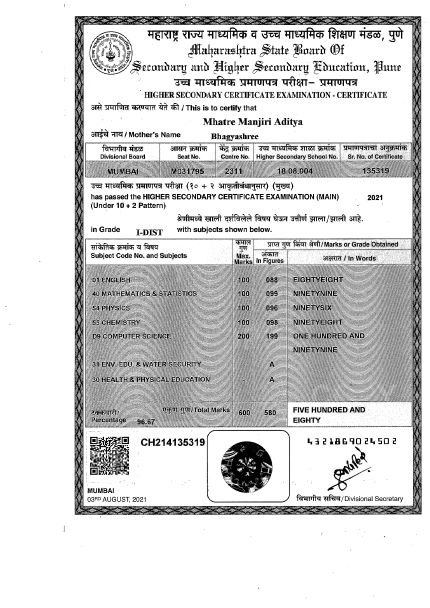 महाराष्ट्र राज्य माध्यमिक व उच्च माध्यमिक शिक्षण मंडळ, पुणे
Maharashtra State Board Of
Secondary and Higher Secondary Education, Pune
उच्च माध्यमिक प्रमाणपत्र परीक्षा– प्रमाणपत्र
HIGHER SECONDARY CERTIFICATE EXAMINATION - CERTIFICATE
असे प्रमाणित करण्यात येते की / This is to certify that
Mhatre Manjiri Aditya
आईचे नाव / Mother's Name Bhagyashree
विभागीय मंडळ आसन क्रमांक केंद्र क्रमांक उच्च माध्यमिक शाळा क्रमांक प्रमाणपत्राचा अनुक्रमांक
Divisional Board Seat No. Centre No. Higher Secondary School No. Sr. No. of Certificate
MUMBAI M031795 2311 18.08.004 135319
उच्च माध्यमिक प्रमाणपत्र परीक्षा (१० + २ आकृतीबंधानुसार) (मुख्य)
has passed the HIGHER SECONDARY CERTIFICATE EXAMINATION (MAIN) 2021
(Under 10 + 2 Pattern)
श्रेणीमध्ये खाली दर्शविलेले विषय घेऊन उत्तीर्ण झाला/झाली आहे.
in Grade I-DIST with subjects shown below.
सांकेतिक क्रमांक व विषय कमाल गुण प्राप्त गुण किंवा श्रेणी/Marks or Grade Obtained
Subject Code No. and Subjects Max. Marks अंकात In Figures अक्षरात / In Words
01 ENGLISH 100 088 EIGHTYEIGHT
40 MATHEMATICS & STATISTICS 100 099 NINETYNINE
54 PHYSICS 100 096 NINETYSIX
55 CHEMISTRY 100 098 NINETYEIGHT
D9 COMPUTER SCIENCE 200 199 ONE HUNDRED AND
NINETYNINE
31 ENV. EDU. & WATER SECURITY A
30 HEALTH & PHYSICAL EDUCATION A
टक्केवारी एकूण गुण/Total Marks 600 580 FIVE HUNDRED AND
Percentage 96.67 EIGHTY
CH214135319 4321869024502
MUMBAI
03RD AUGUST, 2021 विभागीय सचिव/Divisional Secretary